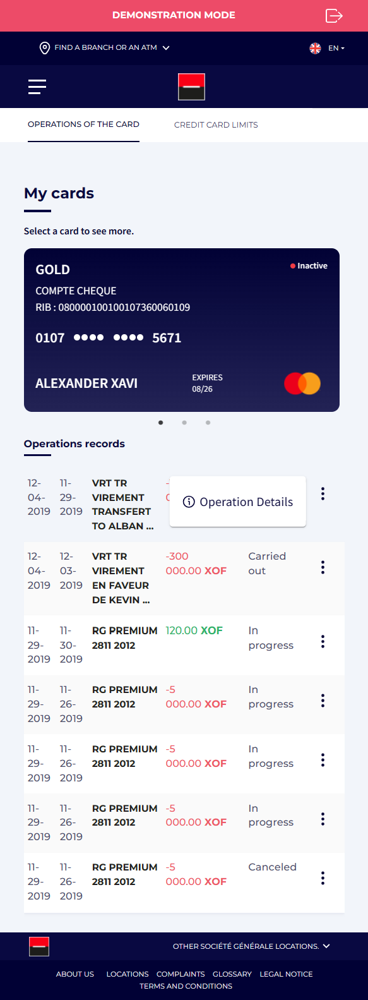 DEMONSTRATION MODE
FIND A BRANCH OR AN ATM
EN
OPERATIONS OF THE CARD
CREDIT CARD LIMITS
My cards
Select a card to see more.
GOLD
Inactive
COMPTE CHEQUE
RIB : 080000100100107360060109
0107 •••• •••• 5671
ALEXANDER XAVI
EXPIRES
08/26
Operations records
12-
04-
2019
11-
29-
2019
VRT TR
VIREMENT
TRANSFERT
TO ALBAN ...
Operation Details
12-
04-
2019
12-
03-
2019
VRT TR
VIREMENT
EN FAVEUR
DE KEVIN ...
-300
000.00 XOF
Carried
out
11-
29-
2019
11-
30-
2019
RG PREMIUM
2811 2012
120.00 XOF
In
progress
11-
29-
2019
11-
26-
2019
RG PREMIUM
2811 2012
-5
000.00 XOF
In
progress
11-
29-
2019
11-
26-
2019
RG PREMIUM
2811 2012
-5
000.00 XOF
In
progress
11-
29-
2019
11-
26-
2019
RG PREMIUM
2811 2012
-5
000.00 XOF
In
progress
11-
29-
2019
11-
26-
2019
RG PREMIUM
2811 2012
-5
000.00 XOF
Canceled
OTHER SOCIÉTÉ GÉNÉRALE LOCATIONS.
ABOUT US LOCATIONS COMPLAINTS GLOSSARY LEGAL NOTICE
TERMS AND CONDITIONS